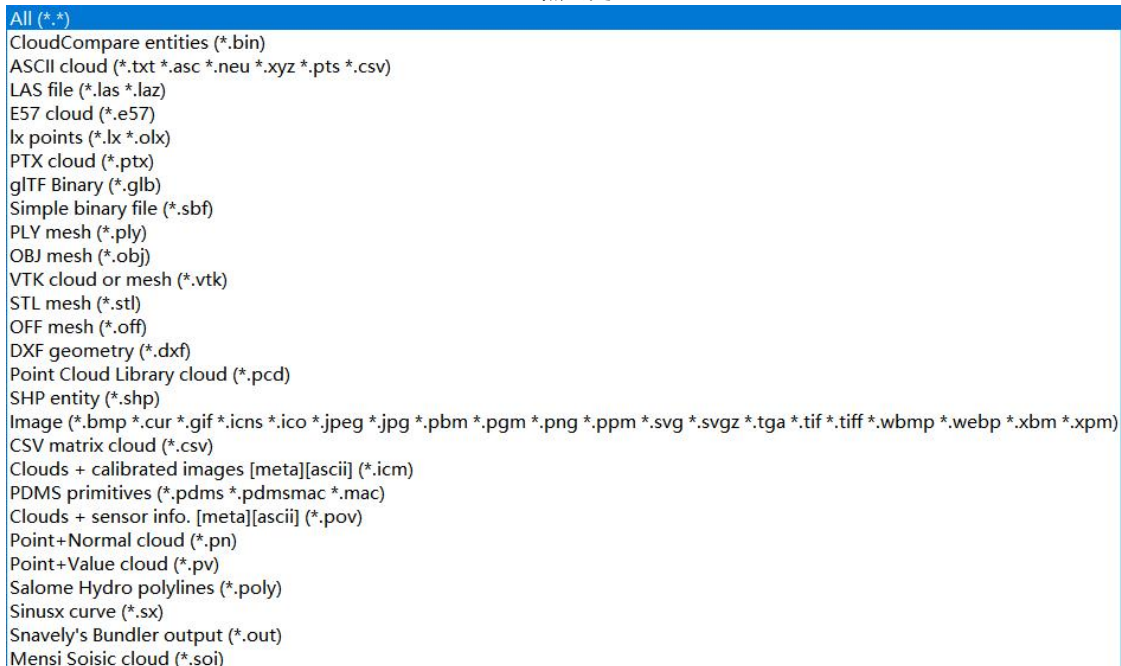 All (*.*)
CloudCompare entities (*.bin)
ASCII cloud (*.txt *.asc *.neu *.xyz *.pts *.csv)
LAS file (*.las *.laz)
E57 cloud (*.e57)
lx points (*.lx *.olx)
PTX cloud (*.ptx)
glTF Binary (*.glb)
Simple binary file (*.sbf)
PLY mesh (*.ply)
OBJ mesh (*.obj)
VTK cloud or mesh (*.vtk)
STL mesh (*.stl)
OFF mesh (*.off)
DXF geometry (*.dxf)
Point Cloud Library cloud (*.pcd)
SHP entity (*.shp)
Image (*.bmp *.cur *.gif *.icns *.ico *.jpeg *.jpg *.pbm *.pgm *.png *.ppm *.svg *.svgz *.tga *.tif *.tiff *.wbmp *.webp *.xbm *.xpm)
CSV matrix cloud (*.csv)
Clouds + calibrated images [meta][ascii] (*.icm)
PDMS primitives (*.pdms *.pdmsmac *.mac)
Clouds + sensor info. [meta][ascii] (*.pov)
Point+Normal cloud (*.pn)
Point+Value cloud (*.pv)
Salome Hydro polylines (*.poly)
Sinusx curve (*.sx)
Snavely's Bundler output (*.out)
Mensi Soisic cloud (*.soi)